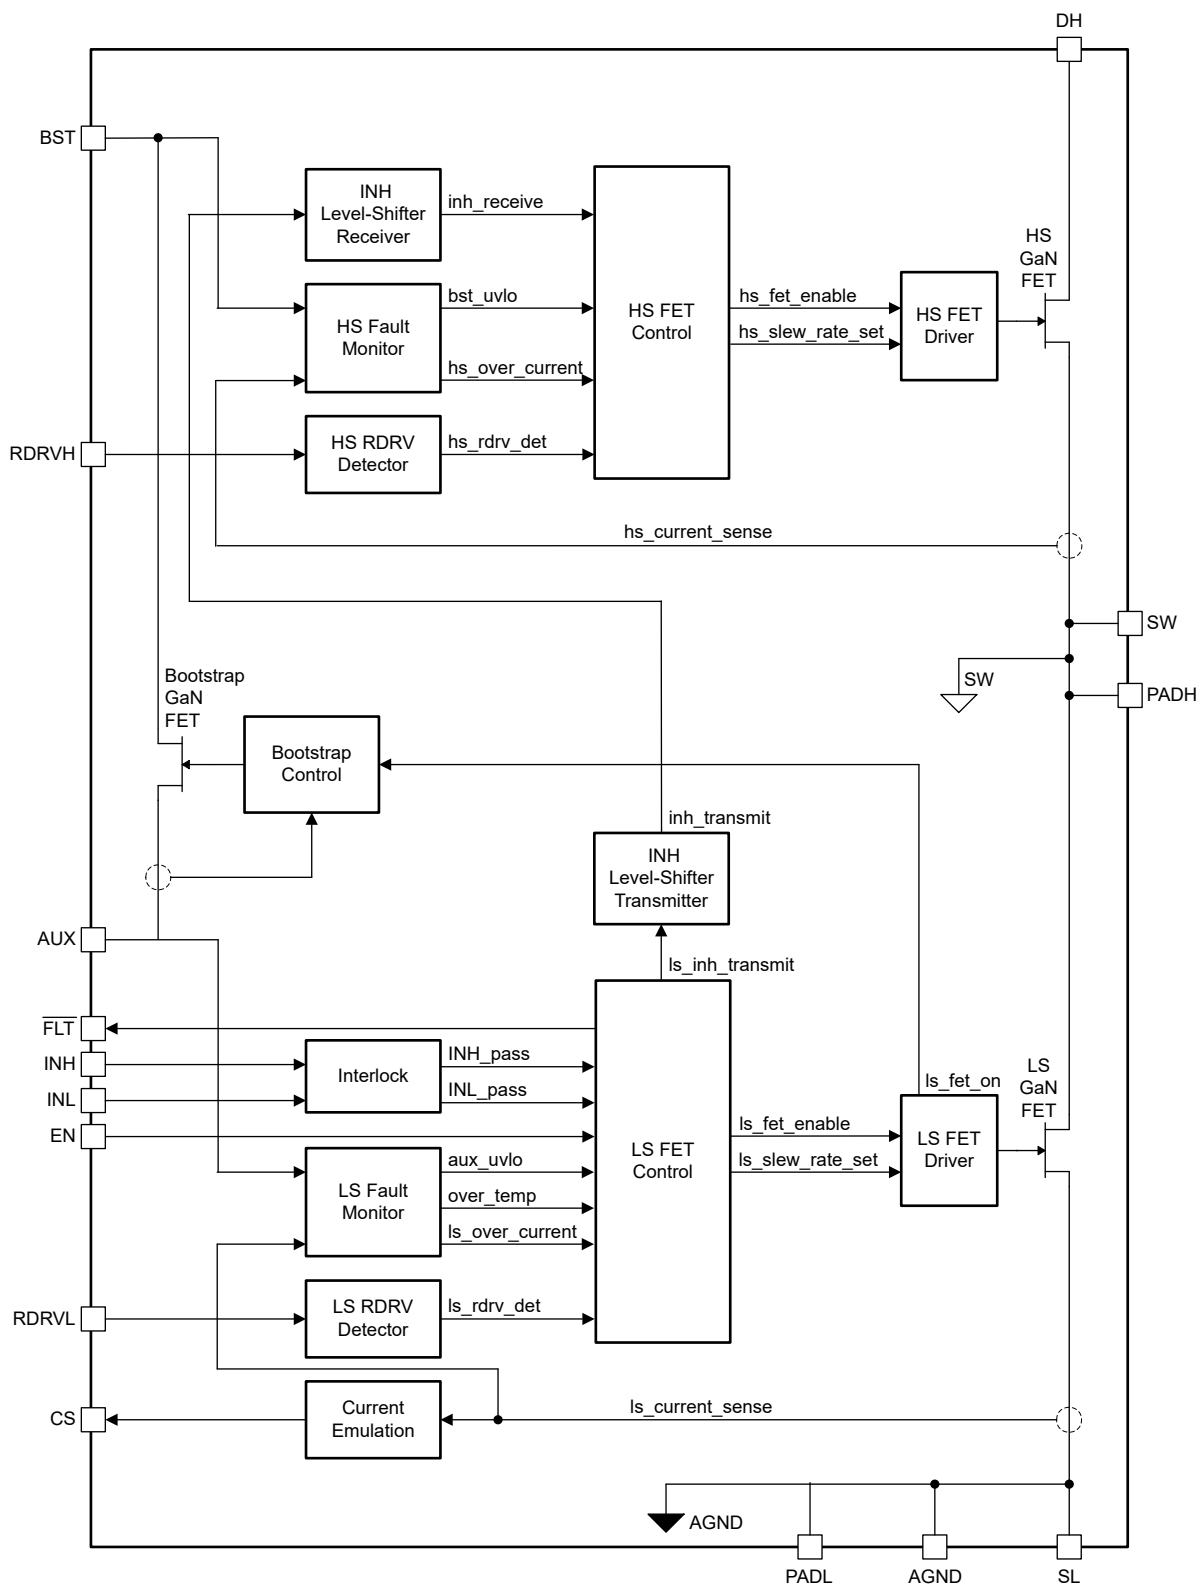 DH
BST
INH
Level-Shifter
Receiver
inh_receive
HS
GaN
FET
HS Fault
Monitor
bst_uvlo
hs_over_current
HS FET
Control
hs_fet_enable
hs_slew_rate_set
HS FET
Driver
RDRVH
HS RDRV
Detector
hs_rdrv_det
hs_current_sense
SW
SW
PADH
Bootstrap
GaN
FET
Bootstrap
Control
inh_transmit
INH
Level-Shifter
Transmitter
AUX
ls_inh_transmit
FLT
INH
INL
EN
Interlock
INH_pass
INL_pass
LS FET
Control
ls_fet_on
LS
GaN
FET
ls_fet_enable
ls_slew_rate_set
LS FET
Driver
LS Fault
Monitor
aux_uvlo
over_temp
ls_over_current
RDRVL
LS RDRV
Detector
ls_rdrv_det
CS
Current
Emulation
ls_current_sense
AGND
PADL
AGND
SL